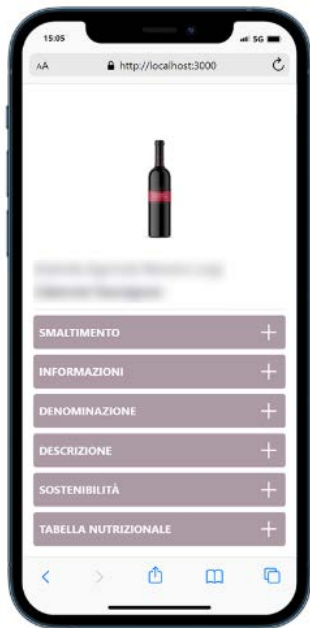 15:05
5G
AA
http://localhost:3000
SMALTIMENTO
INFORMAZIONI
DENOMINAZIONE
DESCRIZIONE
SOSTENIBILITÀ
TABELLA NUTRIZIONALE